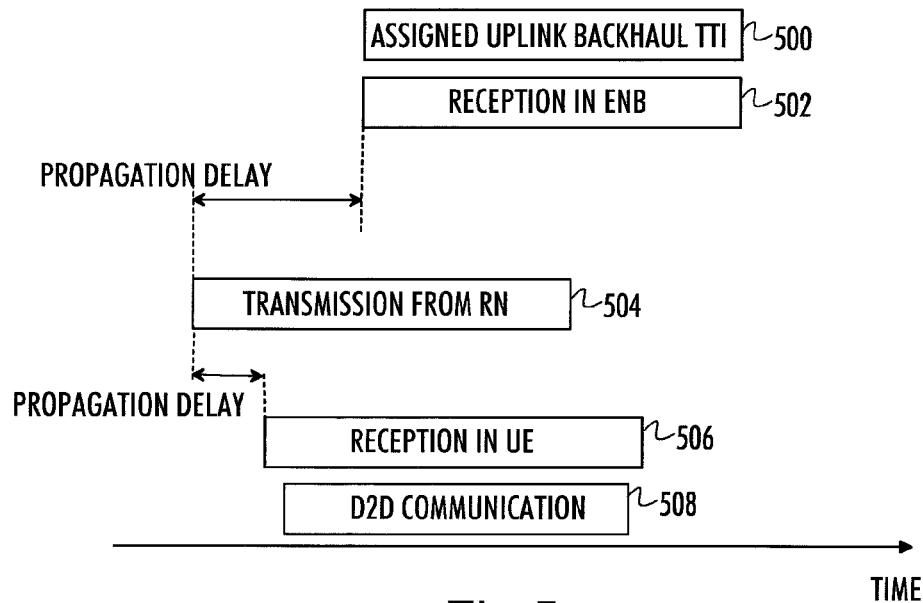 ASSIGNED UPLINK BACKHAUL TTI 500
RECEPTION IN ENB 502
PROPAGATION DELAY
TRANSMISSION FROM RN 504
PROPAGATION DELAY
RECEPTION IN UE 506
D2D COMMUNICATION 508
TIME